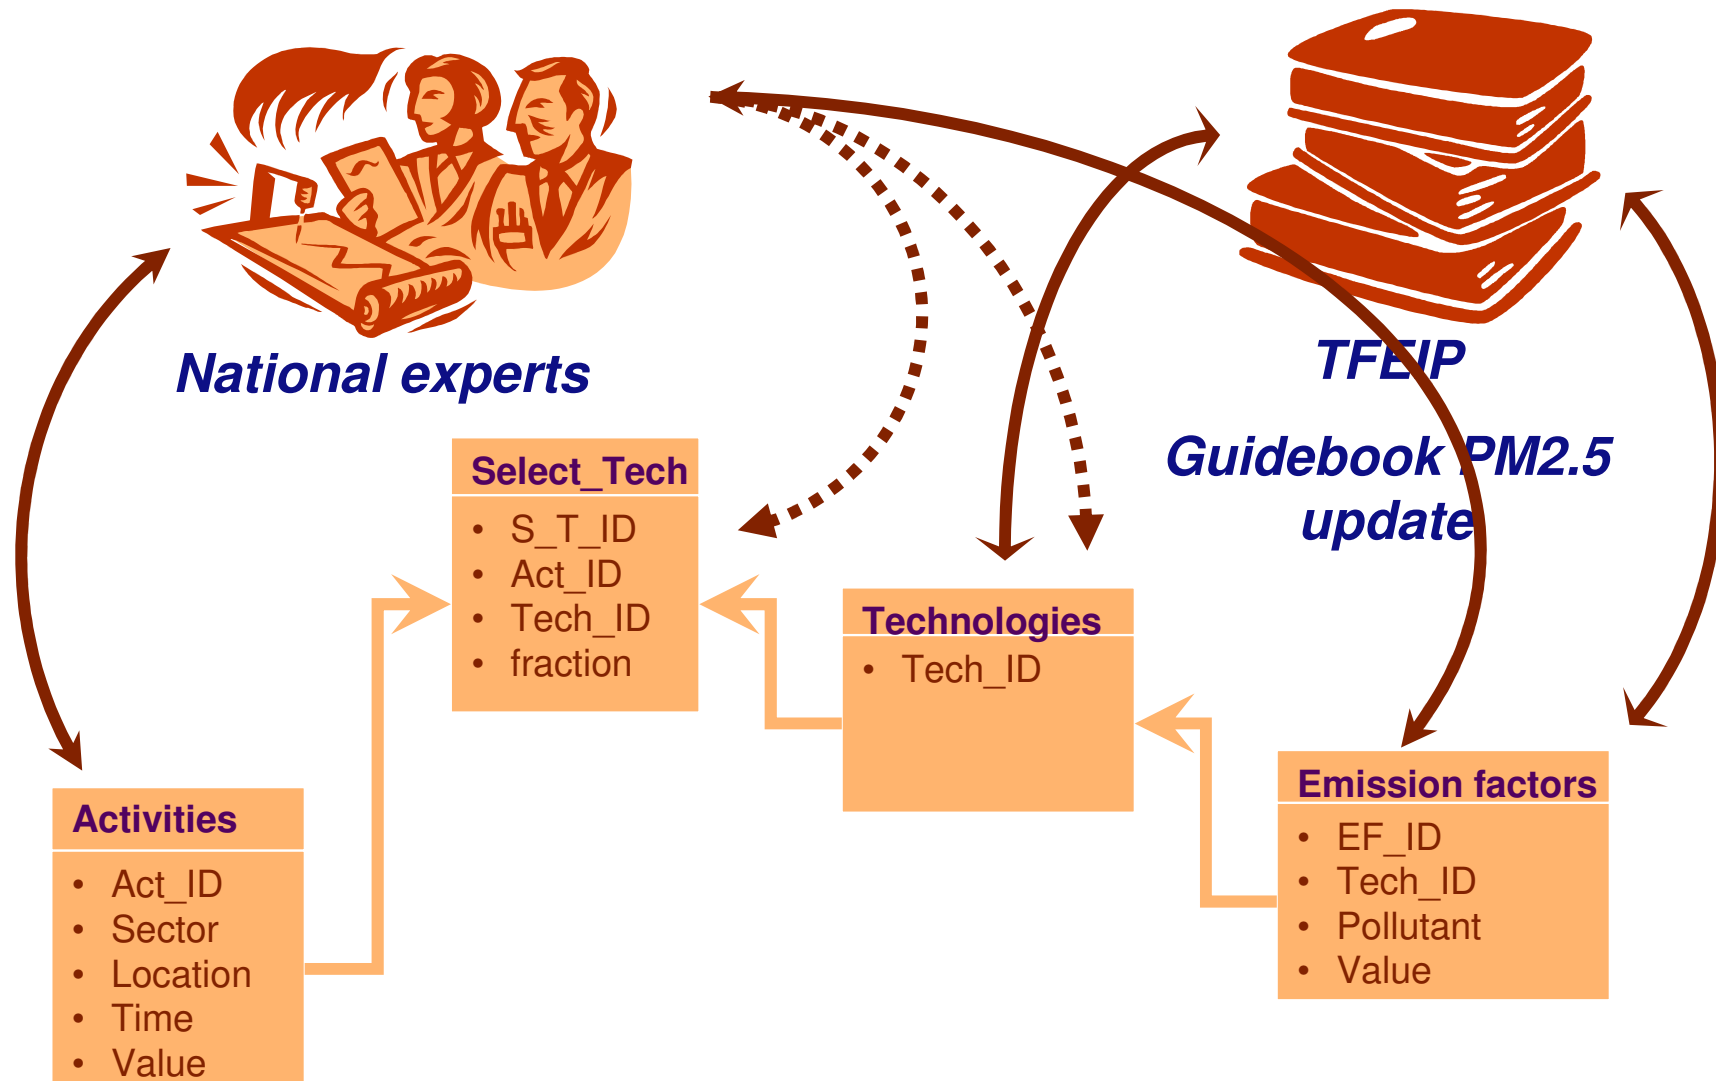 National experts
TFEIP
Guidebook PM2.5
update
Select_Tech
• S_T_ID
• Act_ID
• Tech_ID
• fraction
Technologies
• Tech_ID
Emission factors
• EF_ID
• Tech_ID
• Pollutant
• Value
Activities
• Act_ID
• Sector
• Location
• Time
• Value